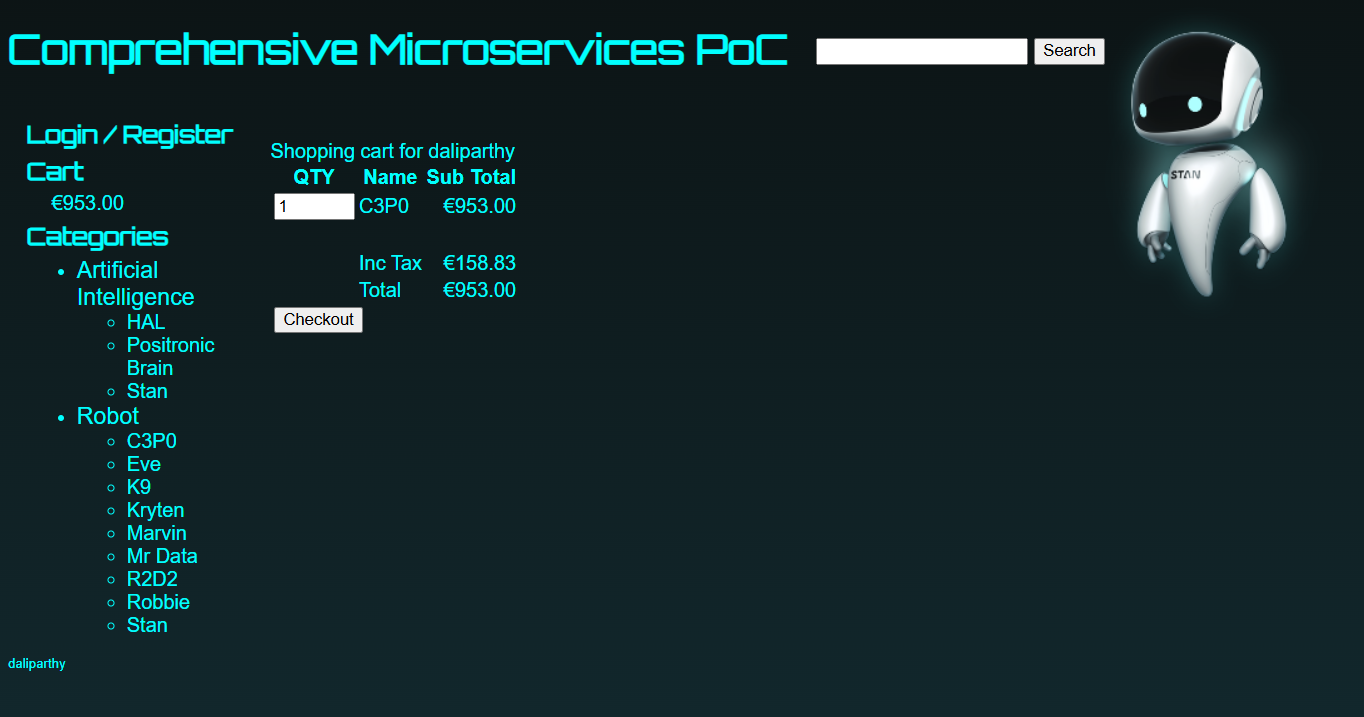 Comprehensive Microservices PoC
Search
STAN
Login / Register
Cart
€953.00
Categories
Artificial
Intelligence
HAL
Positronic
Brain
Stan
Robot
C3P0
Eve
K9
Kryten
Marvin
Mr Data
R2D2
Robbie
Stan
Shopping cart for daliparthy
QTY Name Sub Total
1 C3P0 €953.00
Inc Tax €158.83
Total €953.00
Checkout
daliparthy